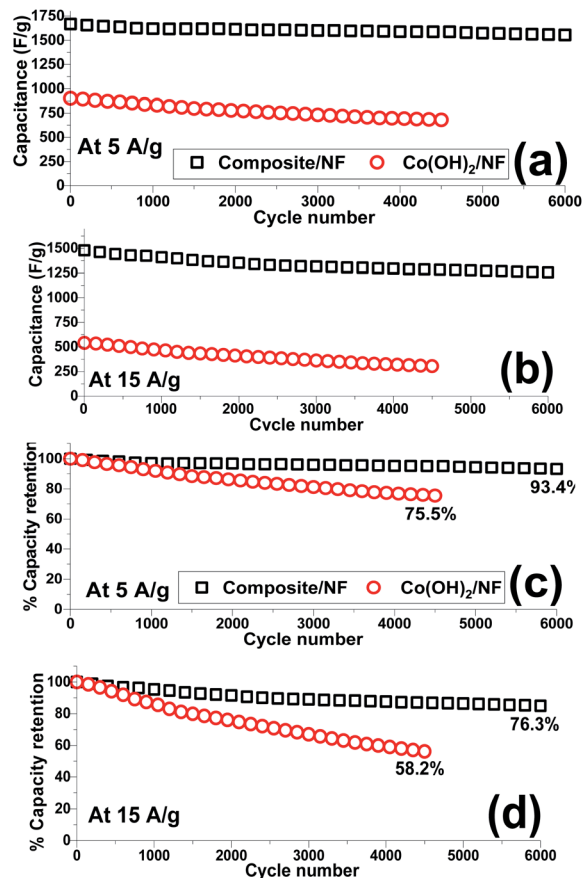 Capacitance (F/g)
1750
1500
1250
1000
750
500
250
0
At 5 A/g
Composite/NF
Co(OH)₂/NF
(a)
0
1000
2000
3000
4000
5000
6000
Cycle number
Capacitance (F/g)
1500
1250
1000
750
500
250
0
At 15 A/g
(b)
0
1000
2000
3000
4000
5000
6000
Cycle number
% Capacity retention
100
80
60
40
20
0
93.4%
75.5%
At 5 A/g
Composite/NF
Co(OH)₂/NF
(c)
0
1000
2000
3000
4000
5000
6000
Cycle number
% Capacity retention
100
80
60
40
20
0
76.3%
58.2%
At 15 A/g
(d)
0
1000
2000
3000
4000
5000
6000
Cycle number